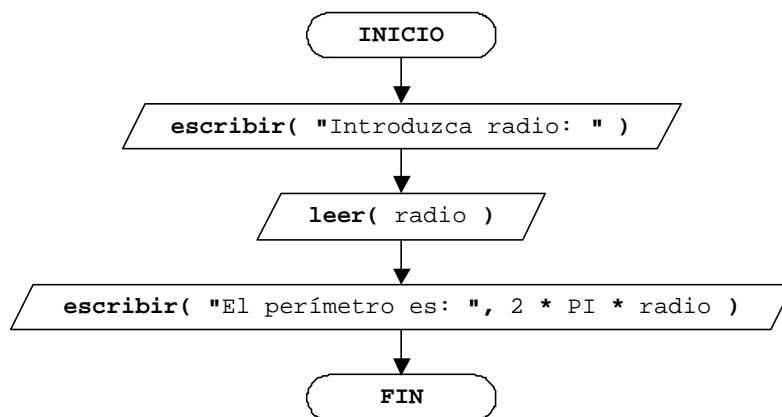 INICIO
escribir( "Introduzca radio: " )
leer( radio )
escribir( "El perímetro es: ", 2 * PI * radio )
FIN